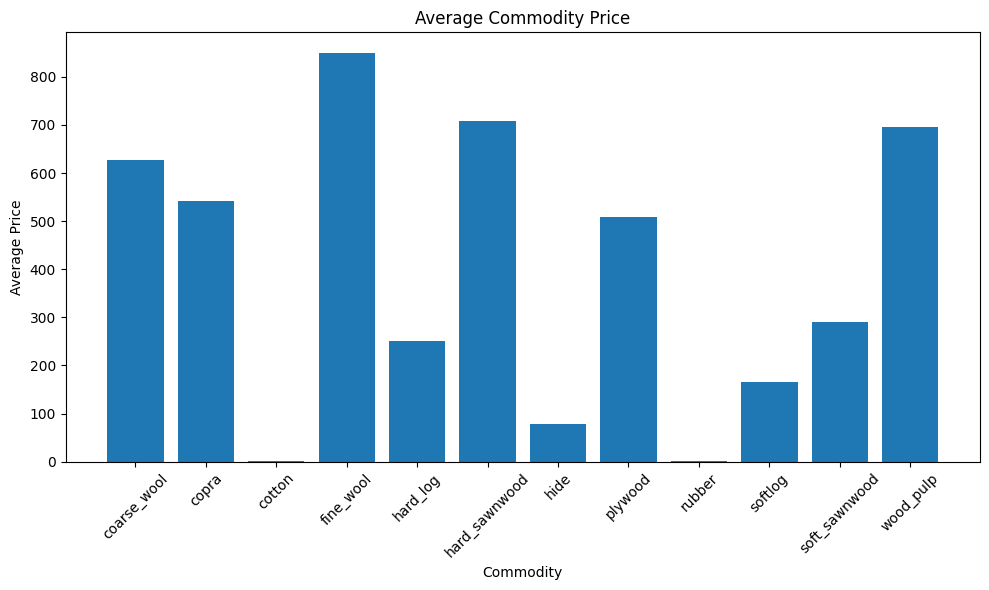 Average Commodity Price
Average Price
800
700
600
500
400
300
200
100
0
coarse_wool
copra
cotton
fine_wool
hard_log
hard_sawnwood
hide
plywood
rubber
softlog
soft_sawnwood
wood_pulp
Commodity